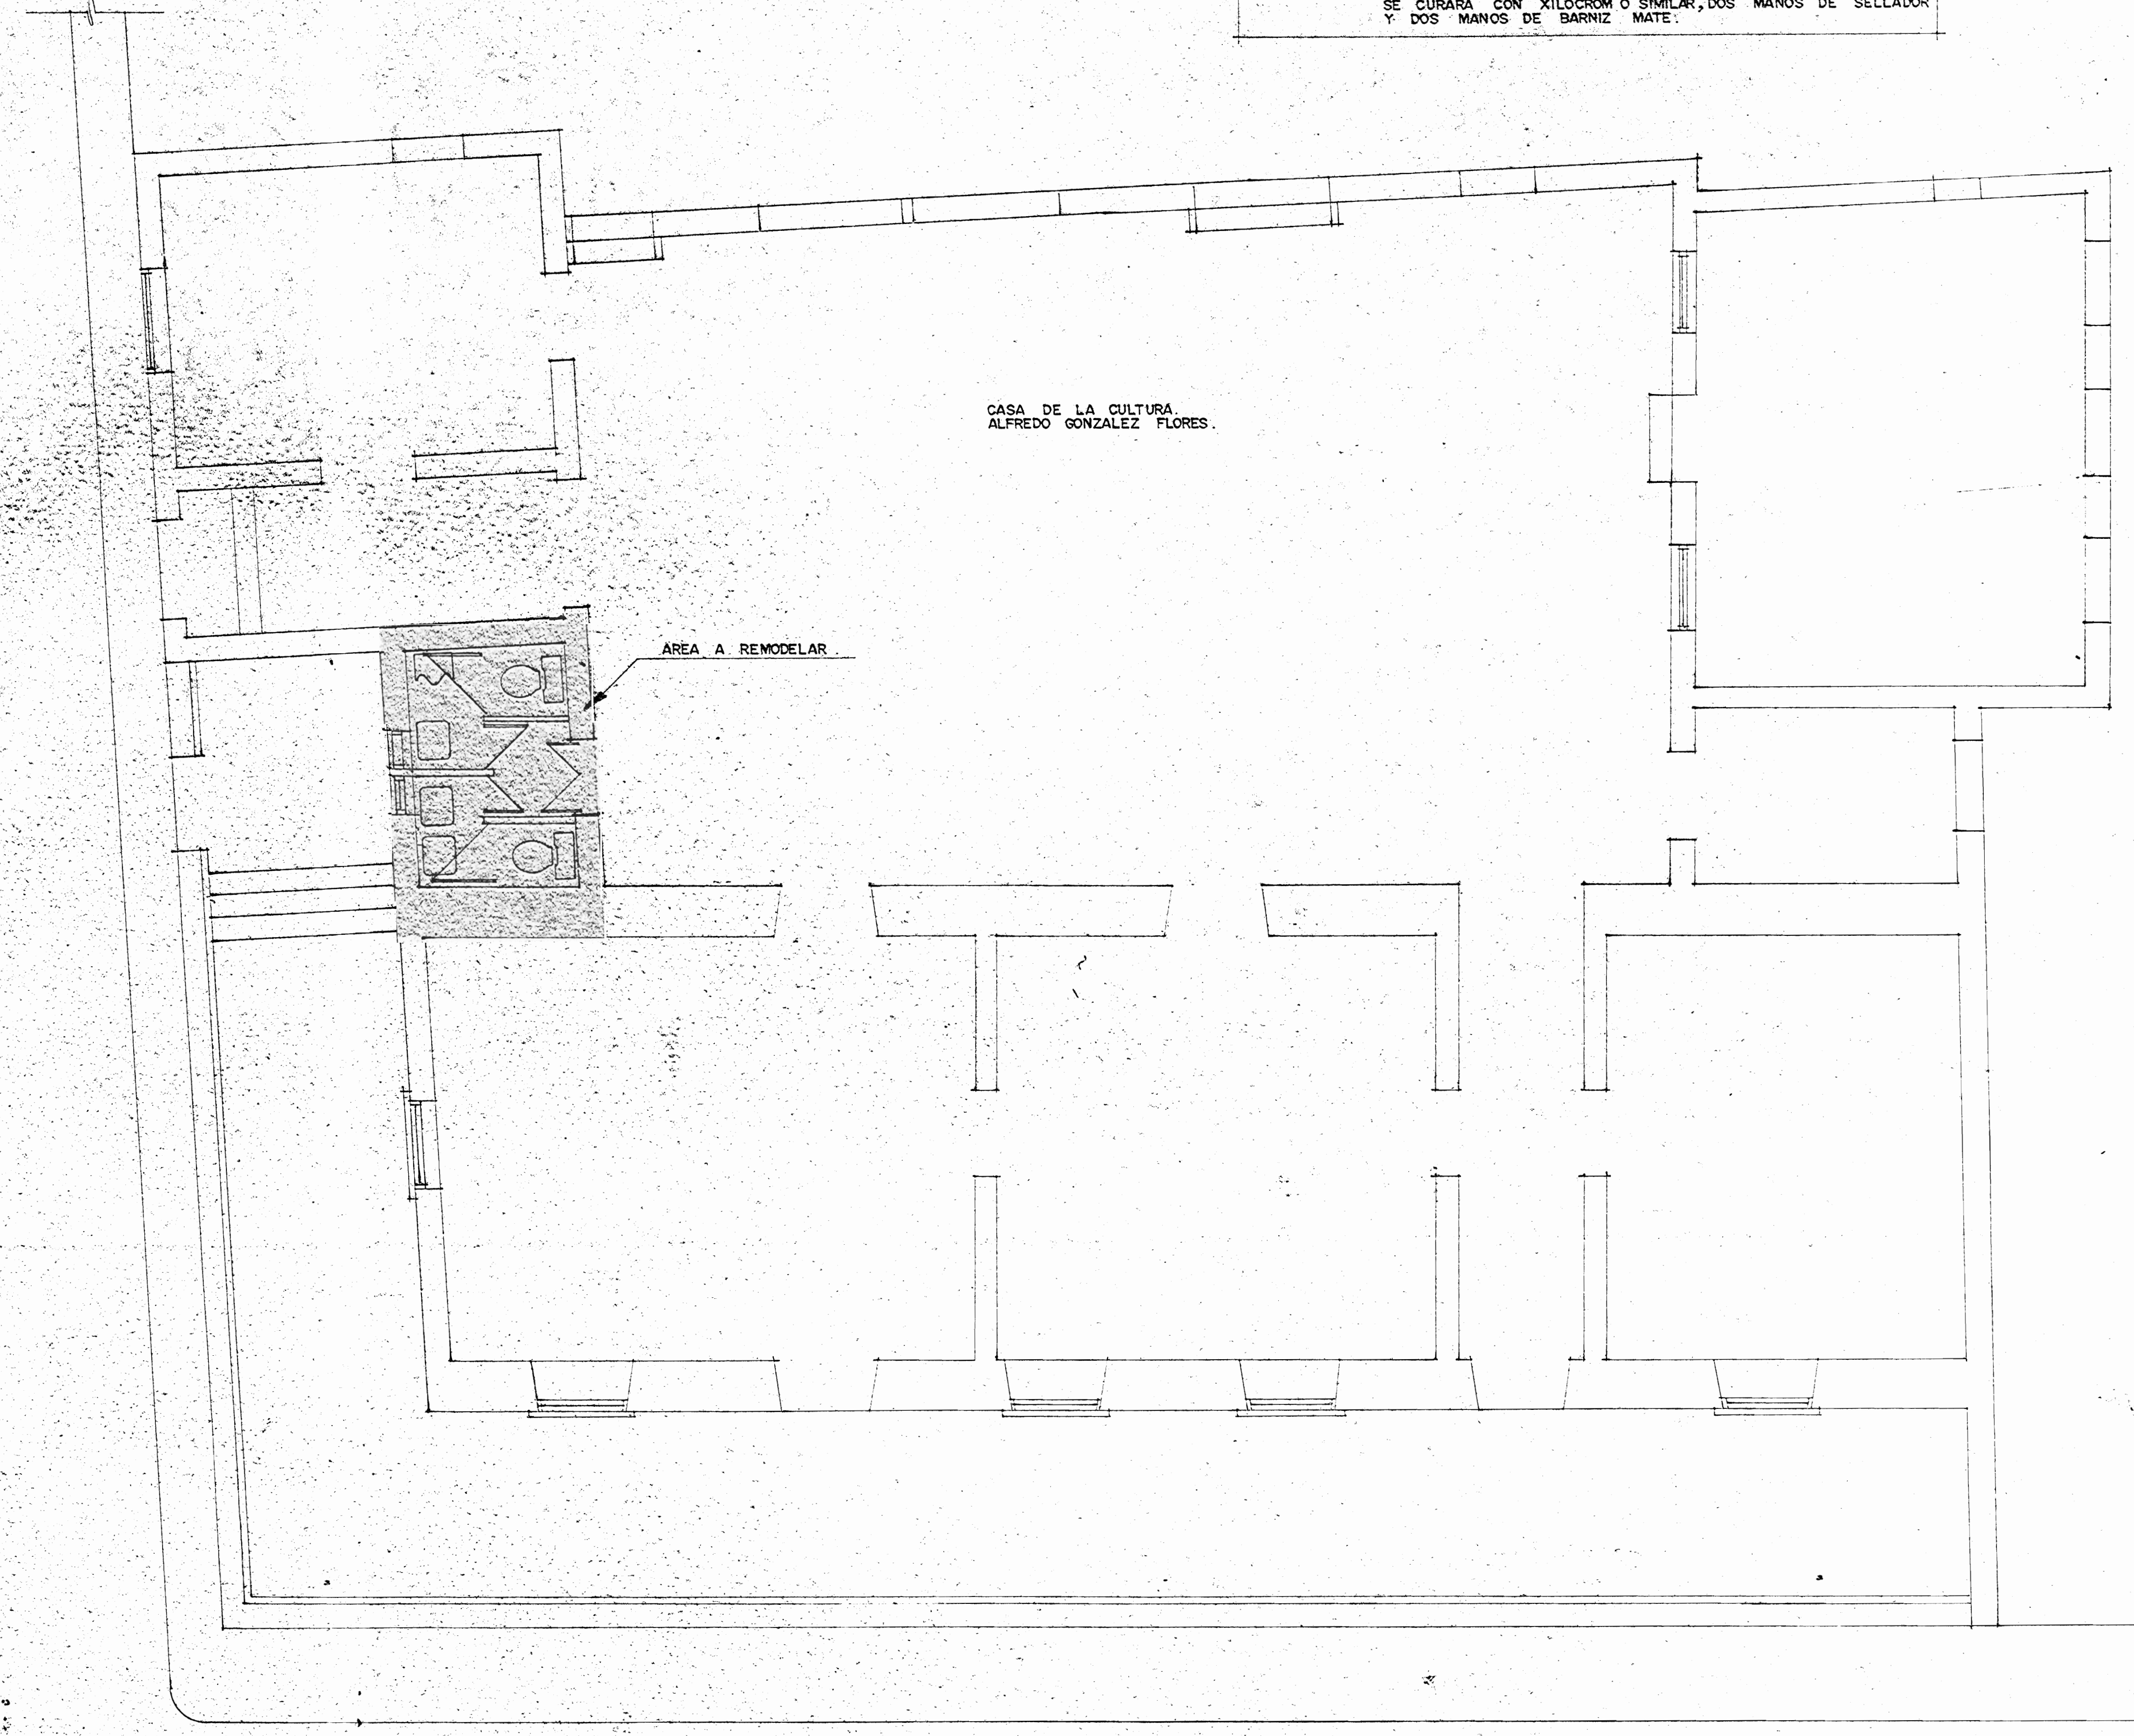 SE CURARA CON XILOCROM O SIMILAR, DOS MANOS DE SELLADOR
Y DOS MANOS DE BARNIZ MATE.
CASA DE LA CULTURA.
ALFREDO GONZALEZ FLORES.
AREA A REMODELAR.